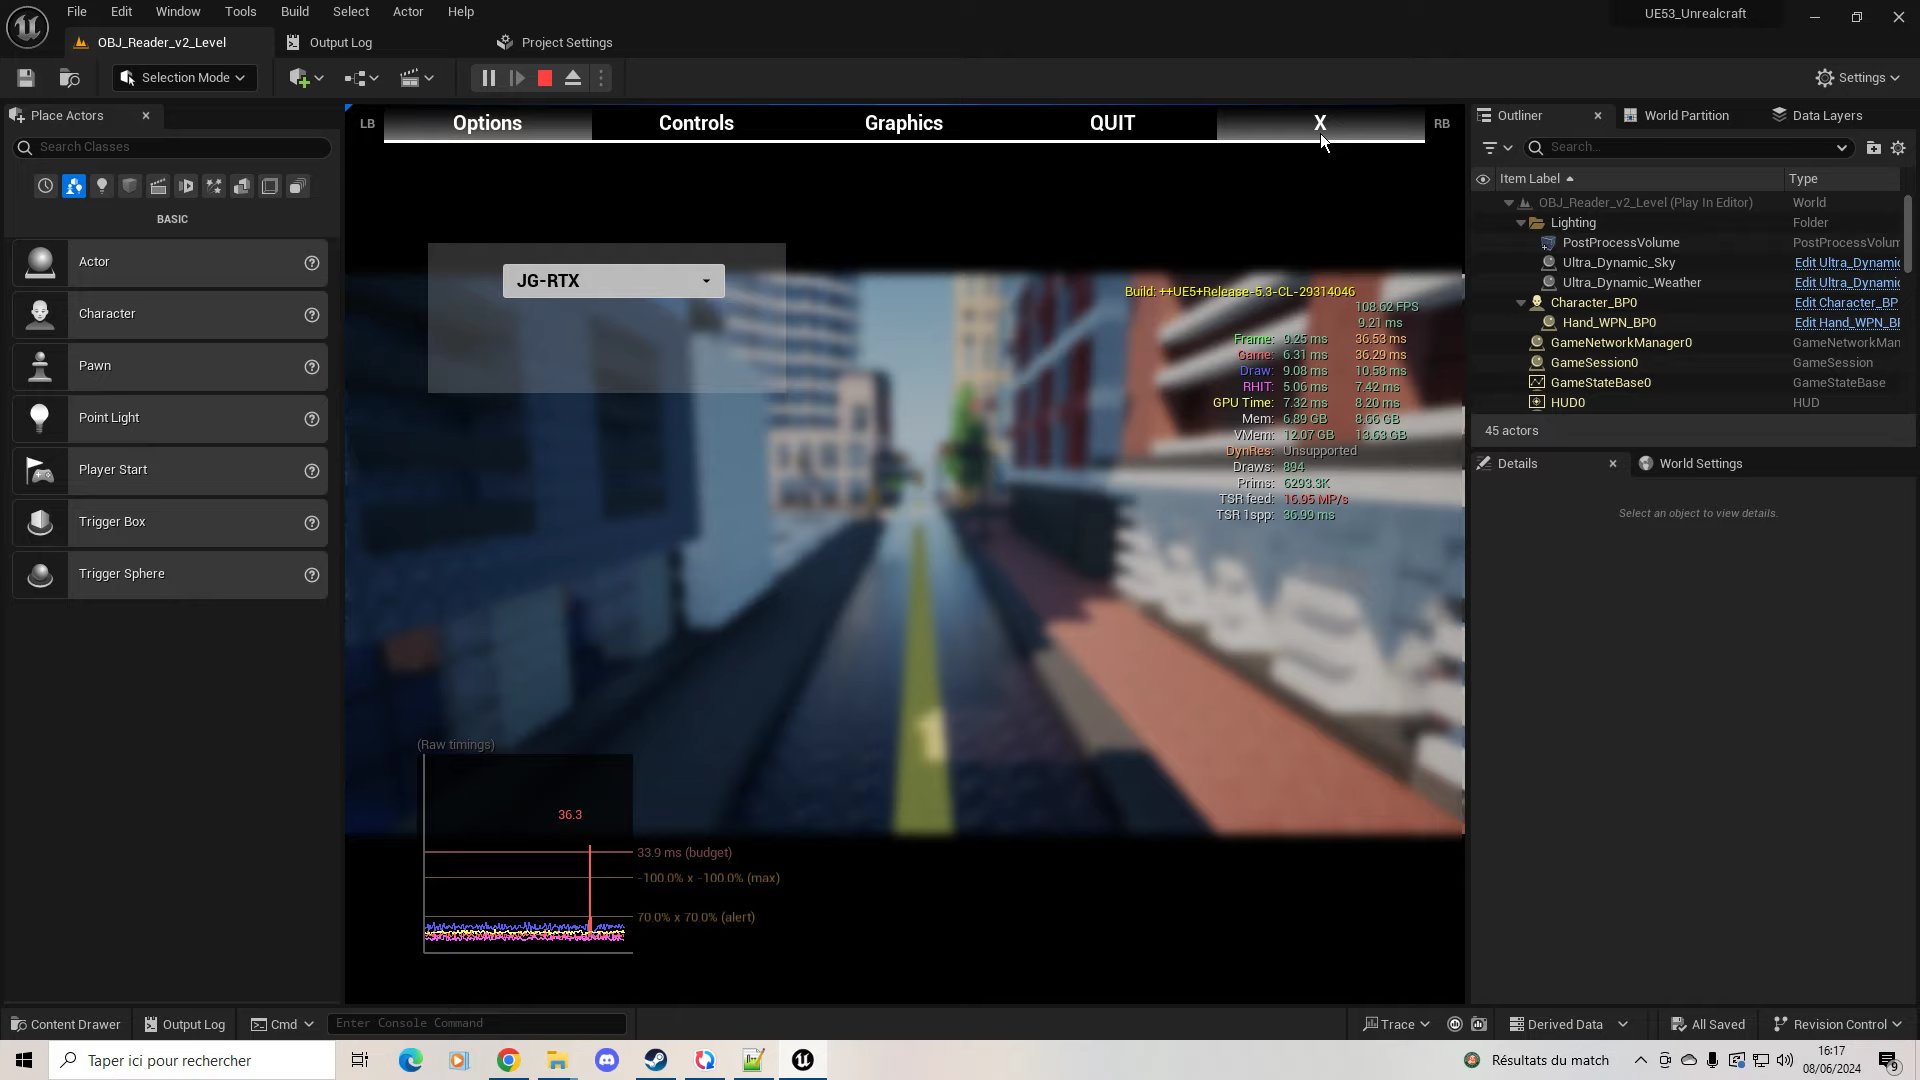 File Edit Window Tools Build Select Actor Help
UE53_Unrealcraft
OBJ_Reader_v2_Level
Output Log
Project Settings
Selection Mode
Settings
Place Actors
Search Classes
BASIC
Actor
Character
Pawn
Point Light
Player Start
Trigger Box
Trigger Sphere
LB Options Controls Graphics QUIT X RB
JG-RTX
Build: ++UE5+Release-5.3-CL-29314046
108.62 FPS
9.21 ms
Frame: 9.25 ms 36.53 ms
Game: 6.31 ms 36.29 ms
Draw: 9.08 ms 10.58 ms
RHIT: 5.06 ms 7.42 ms
GPU Time: 7.32 ms 8.20 ms
Mem: 6.89 GB 8.66 GB
VMem: 12.07 GB 13.63 GB
DynRes: Unsupported
Draws: 894
Prims: 6293.3K
TSR feed: 16.95 MP/s
TSR 1spp: 36.99 ms
(Raw timings)
36.3
33.9 ms (budget)
-100.0% x -100.0% (max)
70.0% x 70.0% (alert)
Outliner
World Partition
Data Layers
Search...
Item Label Type
OBJ_Reader_v2_Level (Play In Editor) World
Lighting Folder
PostProcessVolume PostProcessVolum
Ultra_Dynamic_Sky Edit Ultra_Dynamic
Ultra_Dynamic_Weather Edit Ultra_Dynamic
Character_BP0 Edit Character_BP
Hand_WPN_BP0 Edit Hand_WPN_BP
GameNetworkManager0 GameNetworkMan
GameSession0 GameSession
GameStateBase0 GameStateBase
HUD0 HUD
45 actors
Details
World Settings
Select an object to view details.
Content Drawer
Output Log
Cmd
Enter Console Command
Trace
Derived Data
All Saved
Revision Control
Taper ici pour rechercher
Résultats du match
16:17
08/06/2024
9